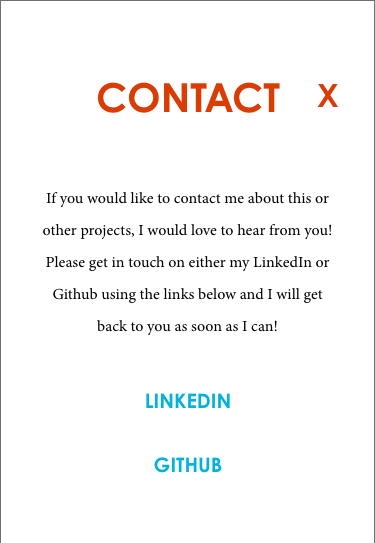 CONTACT X
If you would like to contact me about this or
other projects, I would love to hear from you!
Please get in touch on either my LinkedIn or
Github using the links below and I will get
back to you as soon as I can!
LINKEDIN
GITHUB